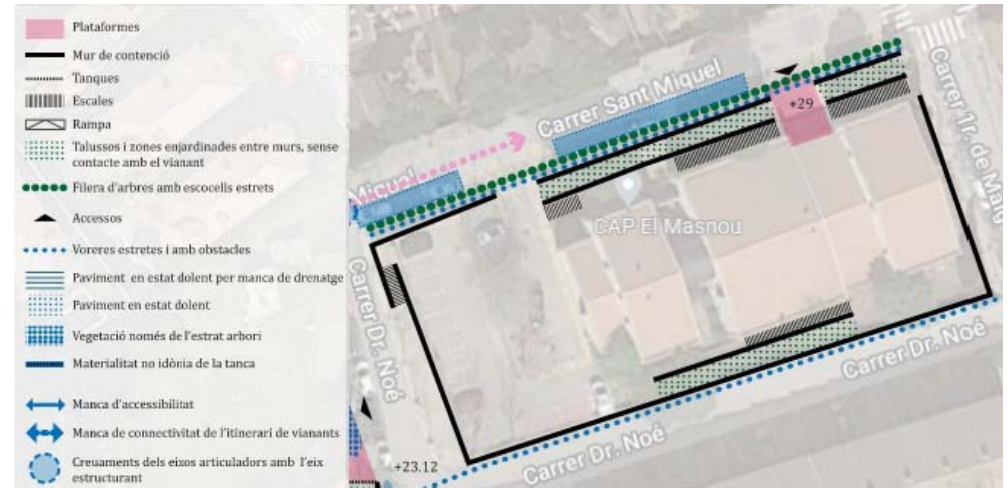 Plataformes
Mur de contenció
Tanques
Escales
Rampa
Talussos i zones enjardinades entre murs, sense
contacte amb el vianant
Filera d'arbres amb escocells estrets
Accessos
Voreres estretes i amb obstacles
Paviment en estat dolent per manca de drenatge
Paviment en estat dolent
Vegetació només de l'estrat arbori
Materialitat no idònia de la tanca
Manca d'accessibilitat
Manca de connectivitat de l'itinerari de vianants
Creuaments dels eixos articuladors amb l'eix
estructurant
Carrer Sant Miquel
+29
Miquel
CAP El Masnou
Carrer 1r. de Mai
Carrer Dr. Noé
Carrer Dr. Noé
Carrer Dr. Noé
+23.12